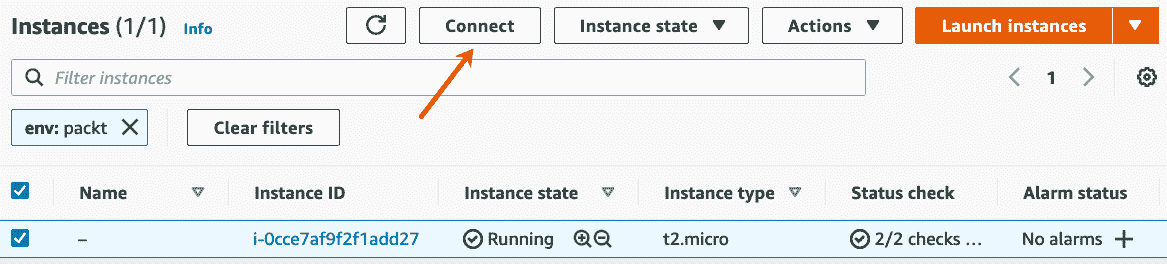 Instances (1/1) Info Connect Instance state Actions Launch instances
Filter instances 1
env: packt Clear filters
Name Instance ID Instance state Instance type Status check Alarm status
– i-0cce7af9f2f1add27 Running t2.micro 2/2 checks ... No alarms +